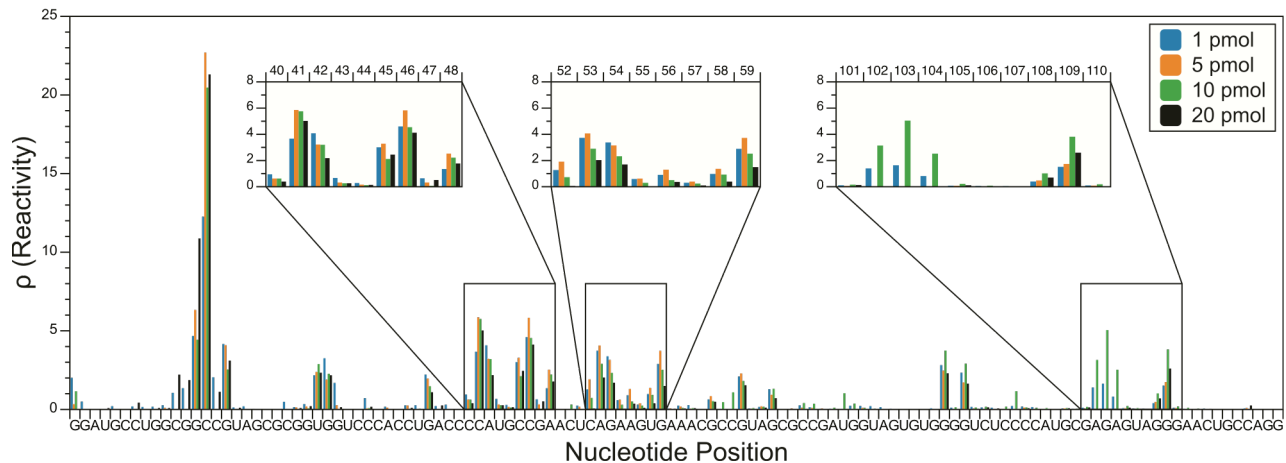 25
20
15
10
5
0
ρ (Reactivity)
40 41 42 43 44 45 46 47 48
8
6
4
2
0
52 53 54 55 56 57 58 59
8
6
4
2
0
101 102 103 104 105 106 107 108 109 110
8
6
4
2
0
1 pmol
5 pmol
10 pmol
20 pmol
GGAUGCCUGGCGGCCGUAGCGCGGUGGUCCCACCUGACCCCAUGCCGAACUCAGAAGUGAAACGCCGUAGCGCCGAUGGUAGUGUGGGGUCUCCCCAUGCGAGAGUAGGGAACUGCCAGG
Nucleotide Position